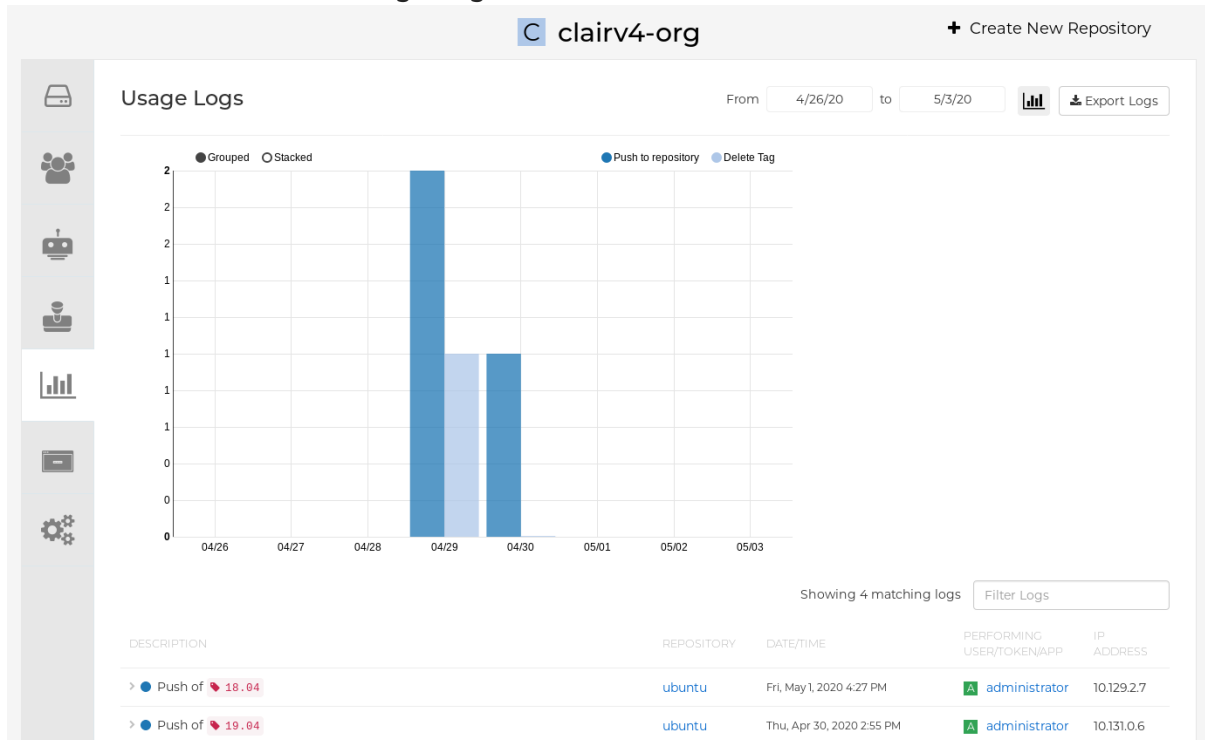 C clairv4-org
+ Create New Repository
Usage Logs
From 4/26/20 to 5/3/20
Export Logs
Grouped Stacked
Push to repository Delete Tag
2
2
2
1
1
1
1
1
0
0
0
04/26 04/27 04/28 04/29 04/30 05/01 05/02 05/03
Showing 4 matching logs
Filter Logs
DESCRIPTION REPOSITORY DATE/TIME PERFORMING USER/TOKEN/APP IP ADDRESS
Push of 18.04 ubuntu Fri, May 1, 2020 4:27 PM A administrator 10.129.2.7
Push of 19.04 ubuntu Thu, Apr 30, 2020 2:55 PM A administrator 10.131.0.6